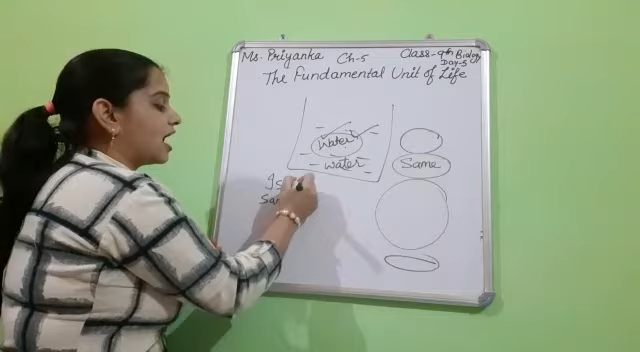 Ms. Priyanka Ch-5 Class-9th Biology
Day-5
The Fundamental Unit of Life
Water
water
Same